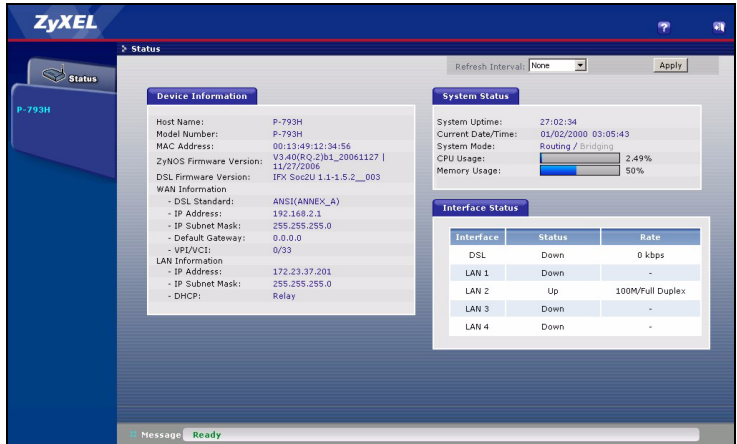 ZyXEL
Status
Status
P-793H
Refresh Interval: None Apply
Device Information
Host Name: P-793H
Model Number: P-793H
MAC Address: 00:13:49:12:34:56
ZyNOS Firmware Version: V3.40(RQ.2)b1_20061127 |
11/27/2006
DSL Firmware Version: IFX Soc2U 1.1-1.5.2__003
WAN Information
- DSL Standard: ANSI(ANNEX_A)
- IP Address: 192.168.2.1
- IP Subnet Mask: 255.255.255.0
- Default Gateway: 0.0.0.0
- VPI/VCI: 0/33
LAN Information
- IP Address: 172.23.37.201
- IP Subnet Mask: 255.255.255.0
- DHCP: Relay
System Status
System Uptime: 27:02:34
Current Date/Time: 01/02/2000 03:05:43
System Mode: Routing / Bridging
CPU Usage: 2.49%
Memory Usage: 50%
Interface Status
Interface Status Rate
DSL Down 0 kbps
LAN 1 Down -
LAN 2 Up 100M/Full Duplex
LAN 3 Down -
LAN 4 Down -
Message Ready